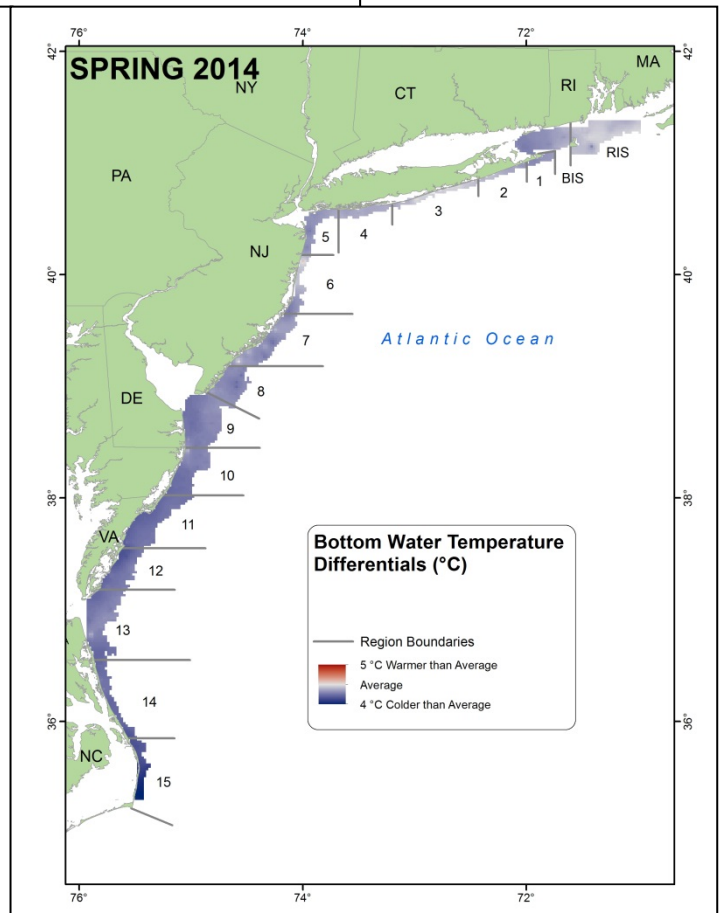 76°
74°
72°
42°
42°
SPRING 2014
NY
CT
RI
MA
PA
RIS
BIS
1
2
3
4
5
NJ
6
40°
40°
7
Atlantic Ocean
8
DE
9
10
38°
38°
11
VA
12
13
14
36°
36°
NC
15
Bottom Water Temperature
Differentials (°C)
Region Boundaries
5 °C Warmer than Average
Average
4 °C Colder than Average
76°
74°
72°